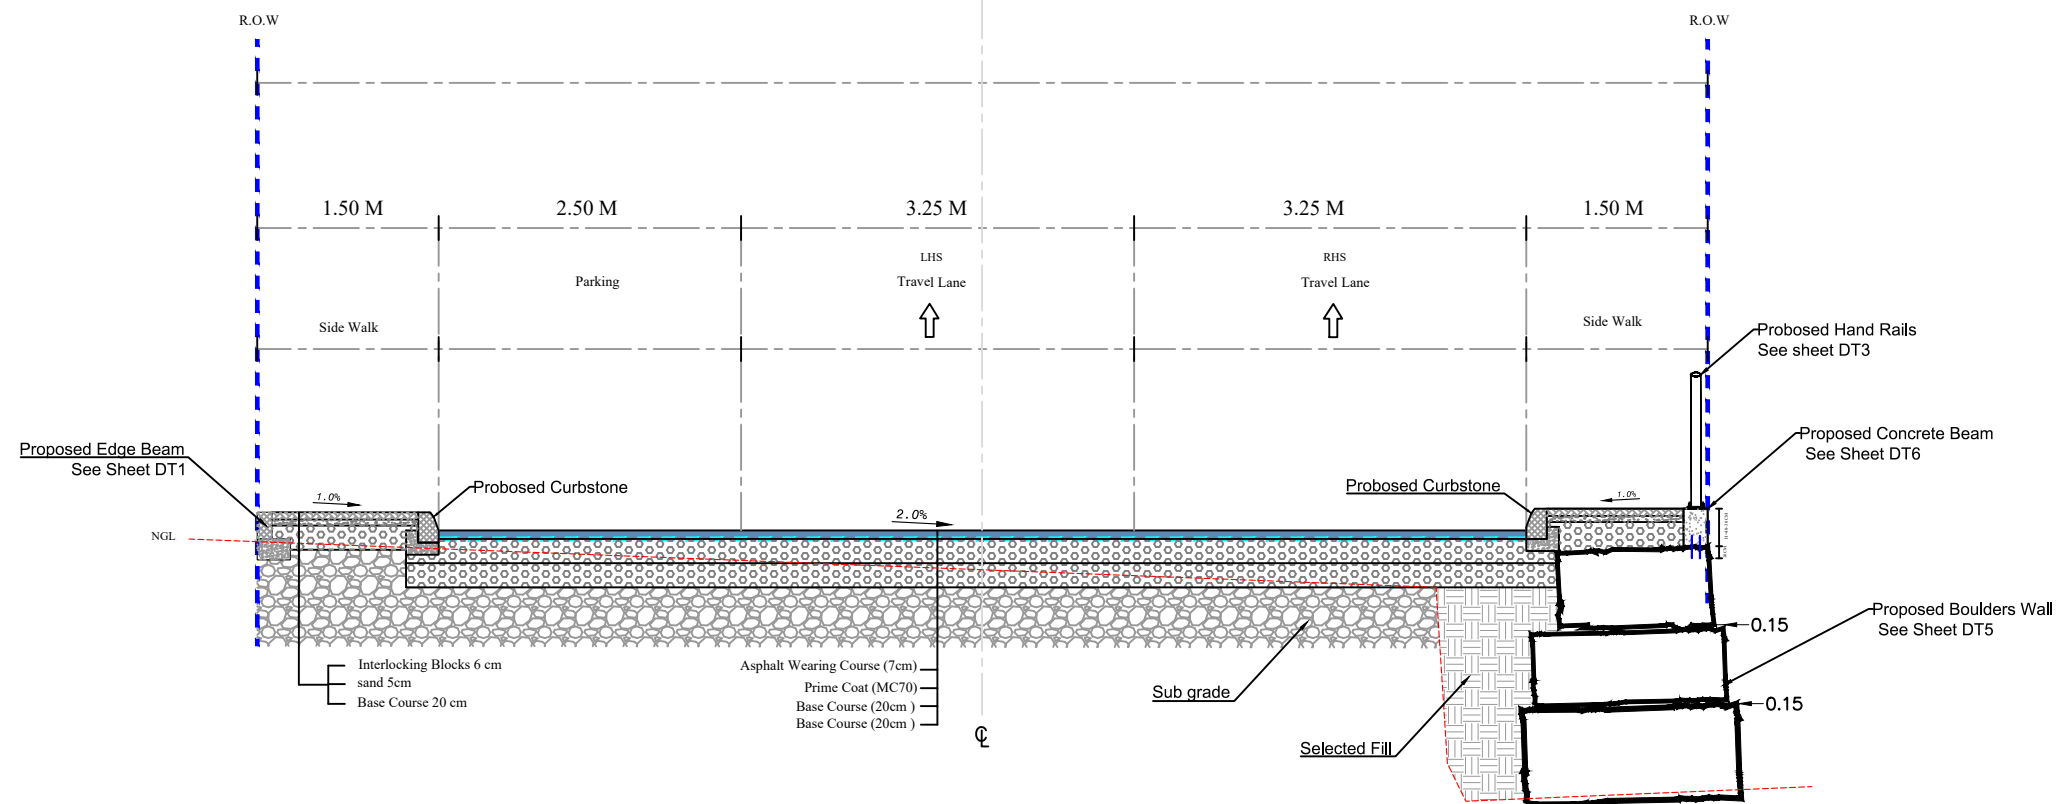 R.O.W
R.O.W
1.50 M
2.50 M
3.25 M
3.25 M
1.50 M
LHS
RHS
Parking
Travel Lane
Travel Lane
Side Walk
Side Walk
Probosed Hand Rails
See sheet DT3
Proposed Edge Beam
See Sheet DT1
Proposed Concrete Beam
See Sheet DT6
Probosed Curbstone
Probosed Curbstone
1.0%
1.0%
2.0%
NGL
Proposed Boulders Wall
See Sheet DT5
0.15
Interlocking Blocks 6 cm
sand 5cm
Base Course 20 cm
Asphalt Wearing Course (7cm)
Prime Coat (MC70)
Base Course (20cm )
Base Course (20cm )
Sub grade
0.15
Selected Fill
℄